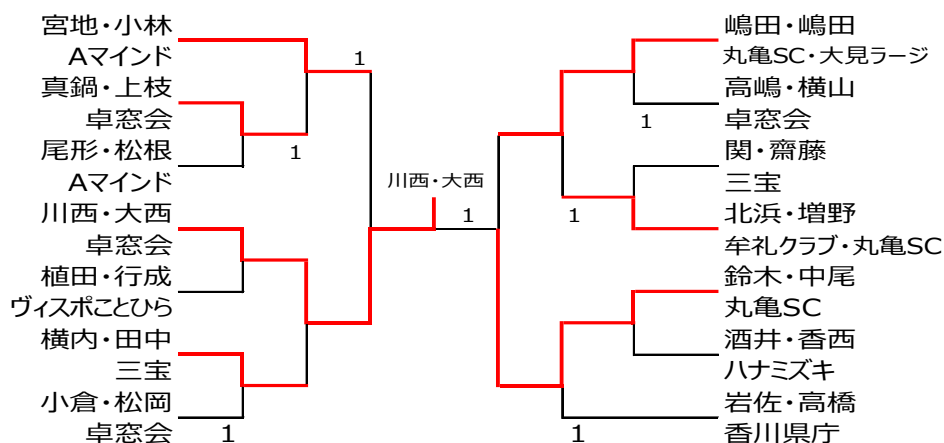 宮地・小林
Aマインド
1
真鍋・上枝
卓窓会
1
尾形・松根
Aマインド
川西・大西
卓窓会
植田・行成
ヴィスポことひら
横内・田中
三宝
小倉・松岡
卓窓会
1
川西・大西
1
嶋田・嶋田
丸亀SC・大見ラージ
高嶋・横山
1
卓窓会
関・齋藤
三宝
1
北浜・増野
牟礼クラブ・丸亀SC
鈴木・中尾
丸亀SC
酒井・香西
ハナミズキ
岩佐・高橋
1
香川県庁